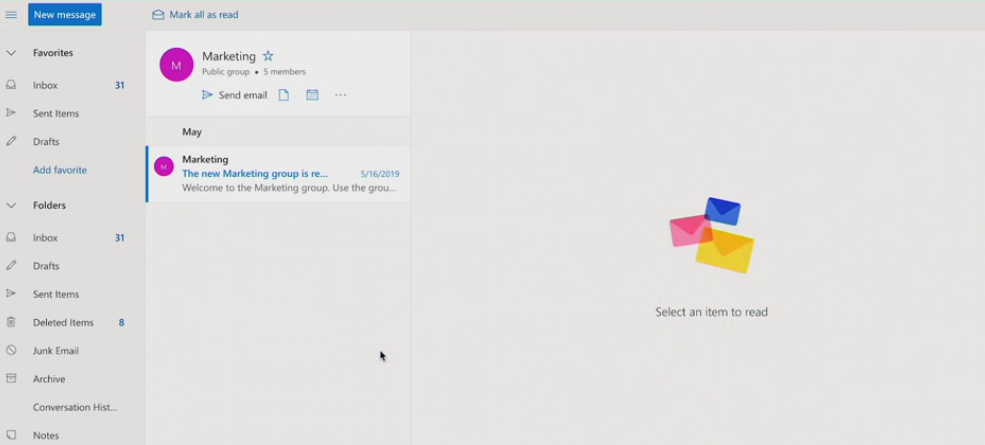 New message
Mark all as read
Favorites
Inbox 31
Sent Items
Drafts
Add favorite
Folders
Inbox 31
Drafts
Sent Items
Deleted Items 8
Junk Email
Archive
Conversation Hist...
Notes
M
Marketing
Public group • 5 members
Send email
May
M
Marketing
The new Marketing group is re... 5/16/2019
Welcome to the Marketing group. Use the grou...
Select an item to read